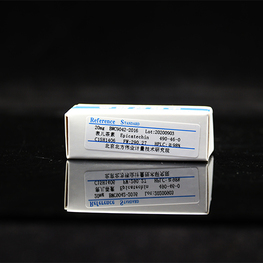 Reference Stansan
20mg BWC9042-2016 Lot:20200903
表儿茶素 Epicatechin 490-46-0
C15H14O6 FW:290.27 HPLC:≥98%
北京北方伟业计量技术研究院